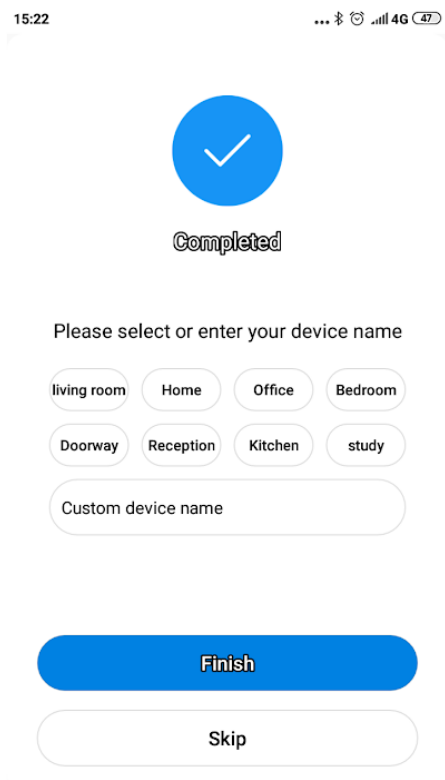 15:22 ... 4G 47
Completed
Please select or enter your device name
living room Home Office Bedroom
Doorway Reception Kitchen study
Custom device name
Finish
Skip